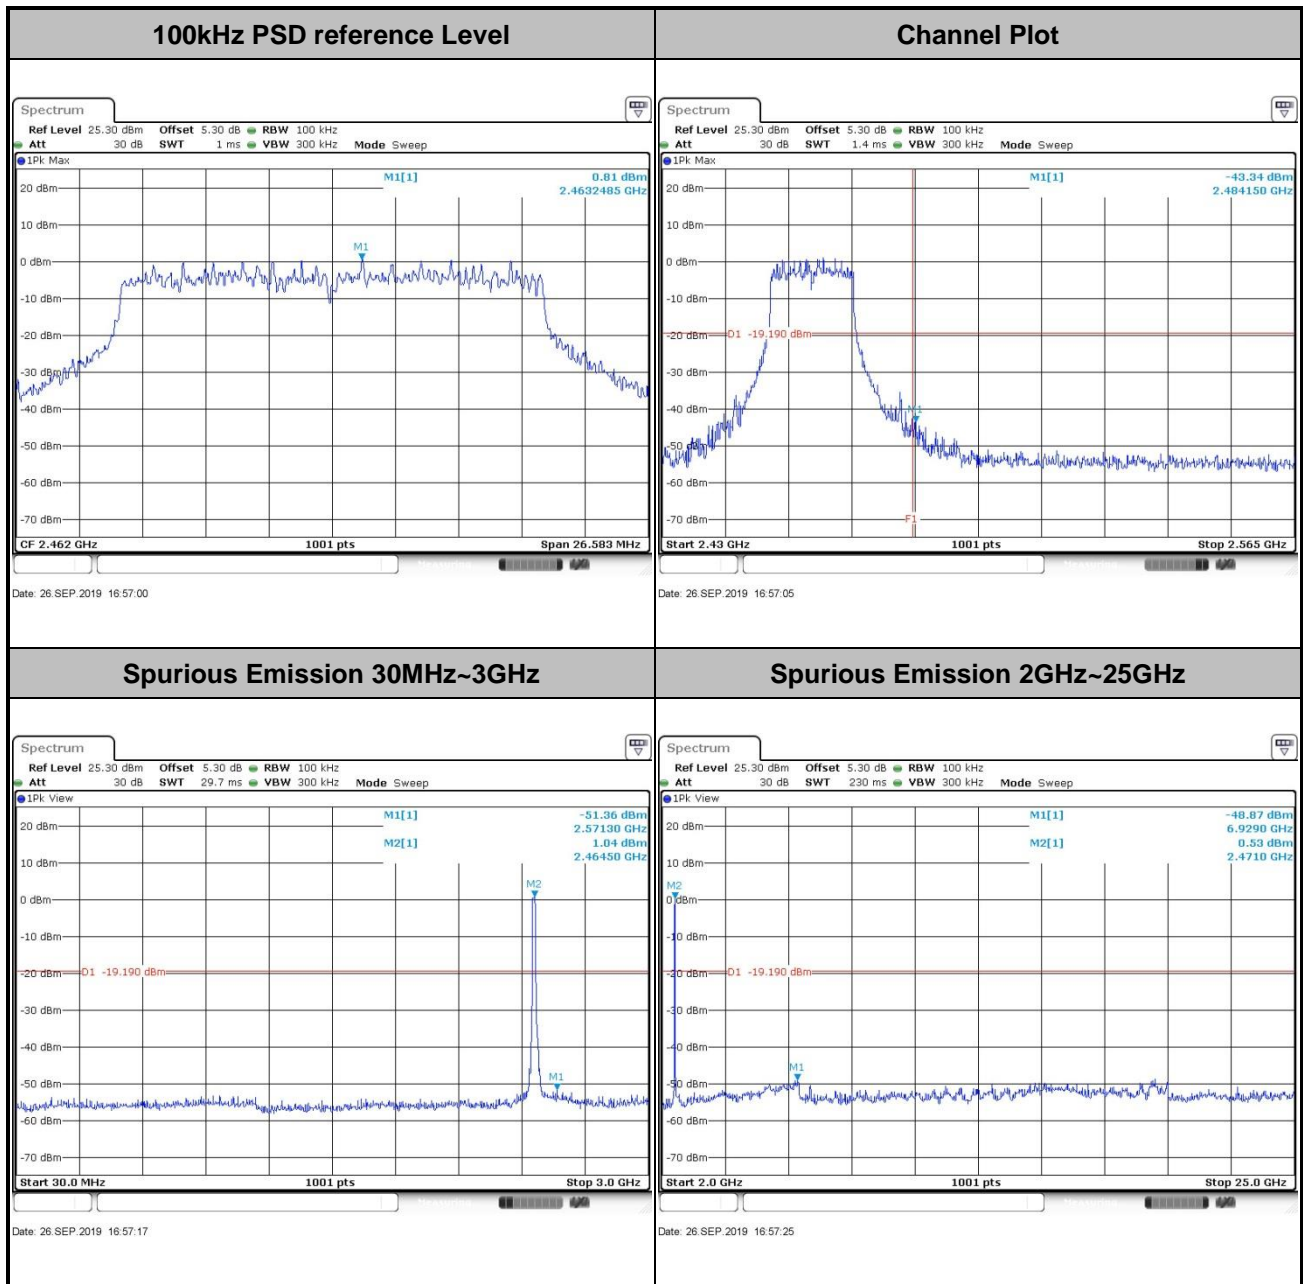 100kHz PSD reference Level
Spectrum
Ref Level 25.30 dBm Offset 5.30 dB RBW 100 kHz
Att 30 dB SWT 1 ms VBW 300 kHz Mode Sweep
1Pk Max
M1[1] 0.81 dBm
2.4632485 GHz
20 dBm
10 dBm
M1
0 dBm
-10 dBm
-20 dBm
-30 dBm
-40 dBm
-50 dBm
-60 dBm
-70 dBm
CF 2.462 GHz 1001 pts Span 26.583 MHz
Date: 26.SEP.2019 16:57:00
Channel Plot
Spectrum
Ref Level 25.30 dBm Offset 5.30 dB RBW 100 kHz
Att 30 dB SWT 1.4 ms VBW 300 kHz Mode Sweep
1Pk Max
M1[1] -43.34 dBm
2.484150 GHz
20 dBm
10 dBm
0 dBm
-10 dBm
-20 dBm D1 -19.190 dBm
-30 dBm
-40 dBm
M1
-50 dBm
-60 dBm
-70 dBm
F1
Start 2.43 GHz 1001 pts Stop 2.565 GHz
Date: 26.SEP.2019 16:57:05
Spurious Emission 30MHz~3GHz
Spectrum
Ref Level 25.30 dBm Offset 5.30 dB RBW 100 kHz
Att 30 dB SWT 29.7 ms VBW 300 kHz Mode Sweep
1Pk View
M1[1] -51.36 dBm
2.57130 GHz
20 dBm
M2[1] 1.04 dBm
2.46450 GHz
10 dBm
M2
0 dBm
-10 dBm
-20 dBm D1 -19.190 dBm
-30 dBm
-40 dBm
M1
-50 dBm
-60 dBm
-70 dBm
Start 30.0 MHz 1001 pts Stop 3.0 GHz
Date: 26.SEP.2019 16:57:17
Spurious Emission 2GHz~25GHz
Spectrum
Ref Level 25.30 dBm Offset 5.30 dB RBW 100 kHz
Att 30 dB SWT 230 ms VBW 300 kHz Mode Sweep
1Pk View
M1[1] -48.87 dBm
6.9290 GHz
20 dBm
M2[1] 0.53 dBm
2.4710 GHz
10 dBm
M2
0 dBm
-10 dBm
-20 dBm D1 -19.190 dBm
-30 dBm
-40 dBm
M1
-50 dBm
-60 dBm
-70 dBm
Start 2.0 GHz 1001 pts Stop 25.0 GHz
Date: 26.SEP.2019 16:57:25